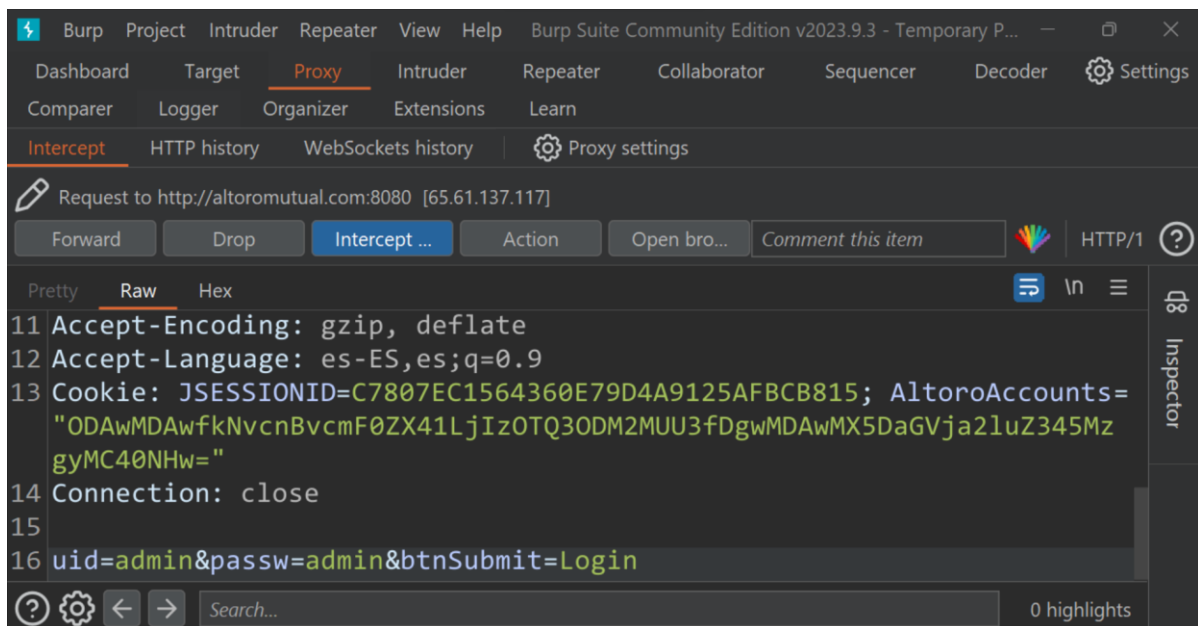 Burp Project Intruder Repeater View Help Burp Suite Community Edition v2023.9.3 - Temporary P...
Dashboard Target Proxy Intruder Repeater Collaborator Sequencer Decoder Settings
Comparer Logger Organizer Extensions Learn
Intercept HTTP history WebSockets history Proxy settings
Request to http://altoromutual.com:8080 [65.61.137.117]
Forward Drop Intercept ... Action Open bro... Comment this item HTTP/1 ?
Pretty Raw Hex \n
Inspector
11 Accept-Encoding: gzip, deflate
12 Accept-Language: es-ES,es;q=0.9
13 Cookie: JSESSIONID=C7807EC1564360E79D4A9125AFBCB815; AltoroAccounts=
"ODAwMDAwfkNvcnBvcmF0ZX41LjIzOTQ3ODM2MUU3fDgwMDAwMX5DaGVja2luZ345Mz
gyMC40NHw="
14 Connection: close
15
16 uid=admin&passw=admin&btnSubmit=Login
? Search... 0 highlights